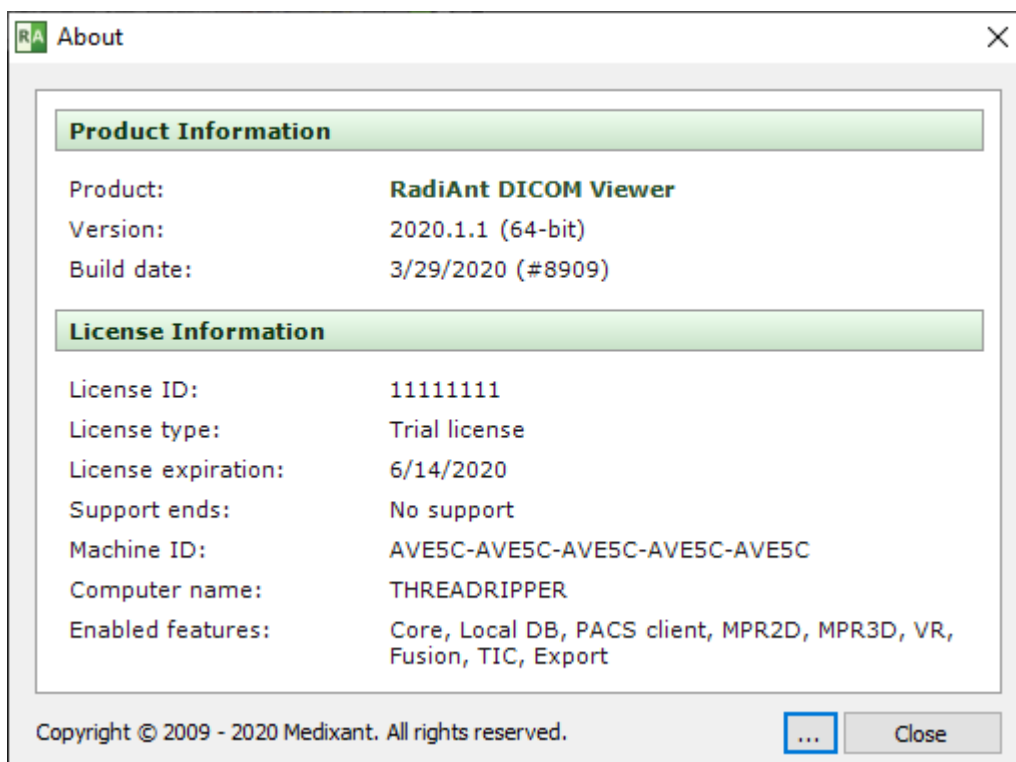 RA About
Product Information
Product: RadiAnt DICOM Viewer
Version: 2020.1.1 (64-bit)
Build date: 3/29/2020 (#8909)
License Information
License ID: 11111111
License type: Trial license
License expiration: 6/14/2020
Support ends: No support
Machine ID: AVE5C-AVE5C-AVE5C-AVE5C-AVE5C
Computer name: THREADRIPPER
Enabled features: Core, Local DB, PACS client, MPR2D, MPR3D, VR,
Fusion, TIC, Export
Copyright © 2009 - 2020 Medixant. All rights reserved. ... Close